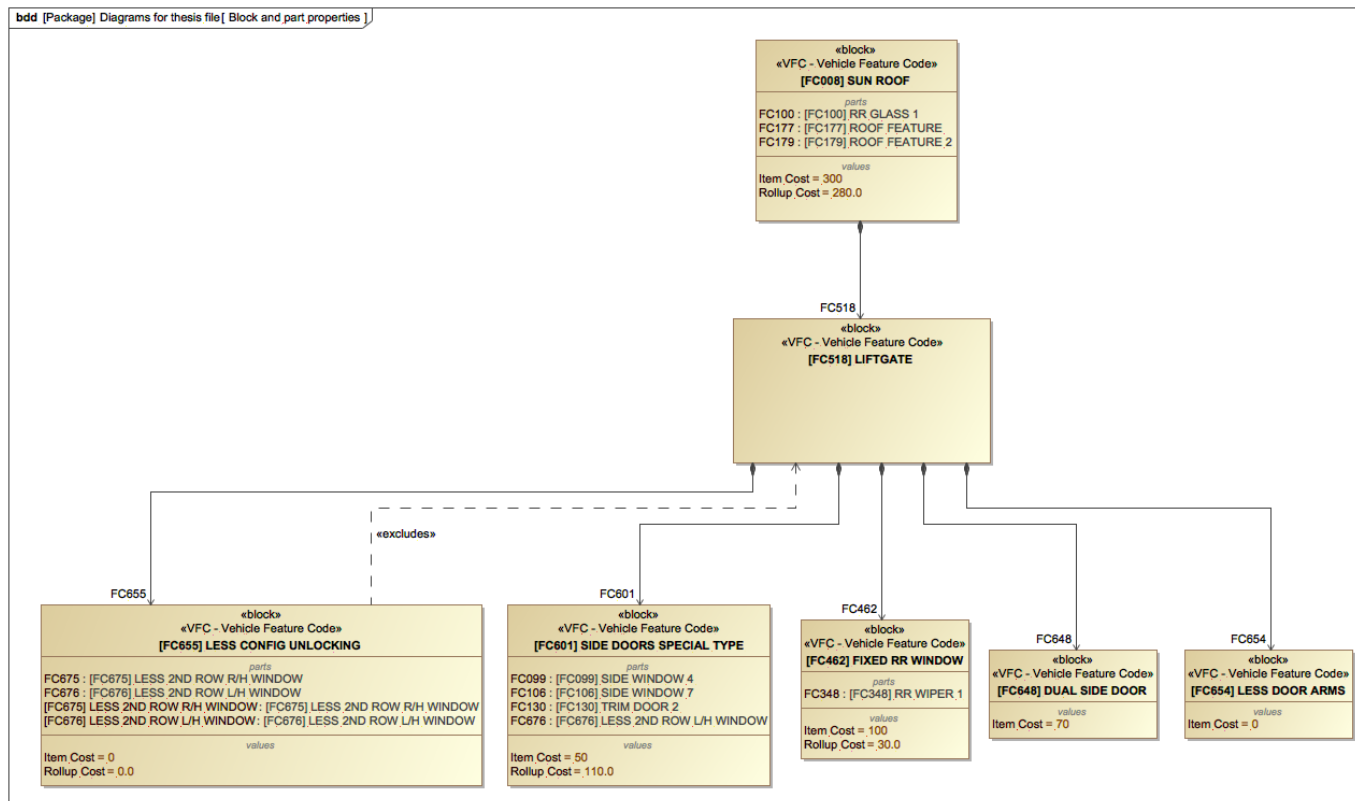 bdd [Package] Diagrams for thesis file[ Block and part properties ]
«block»
«VFC - Vehicle Feature Code»
[FC008] SUN ROOF
parts
FC100 : [FC100] RR GLASS 1
FC177 : [FC177] ROOF FEATURE
FC179 : [FC179] ROOF FEATURE 2
values
Item Cost = 300
Rollup Cost = 280.0
FC518
«block»
«VFC - Vehicle Feature Code»
[FC518] LIFTGATE
«excludes»
FC655
«block»
«VFC - Vehicle Feature Code»
[FC655] LESS CONFIG UNLOCKING
parts
FC675 : [FC675] LESS 2ND ROW R/H WINDOW
FC676 : [FC676] LESS 2ND ROW L/H WINDOW
[FC675] LESS 2ND ROW R/H WINDOW : [FC675] LESS 2ND ROW R/H WINDOW
[FC676] LESS 2ND ROW L/H WINDOW : [FC676] LESS 2ND ROW L/H WINDOW
values
Item Cost = 0
Rollup Cost = 0.0
FC601
«block»
«VFC - Vehicle Feature Code»
[FC601] SIDE DOORS SPECIAL TYPE
parts
FC099 : [FC099] SIDE WINDOW 4
FC106 : [FC106] SIDE WINDOW 7
FC130 : [FC130] TRIM DOOR 2
FC676 : [FC676] LESS 2ND ROW L/H WINDOW
values
Item Cost = 50
Rollup Cost = 110.0
FC462
«block»
«VFC - Vehicle Feature Code»
[FC462] FIXED RR WINDOW
parts
FC348 : [FC348] RR WIPER 1
values
Item Cost = 100
Rollup Cost = 30.0
FC648
«block»
«VFC - Vehicle Feature Code»
[FC648] DUAL SIDE DOOR
values
Item Cost = 70
FC654
«block»
«VFC - Vehicle Feature Code»
[FC654] LESS DOOR ARMS
values
Item Cost = 0